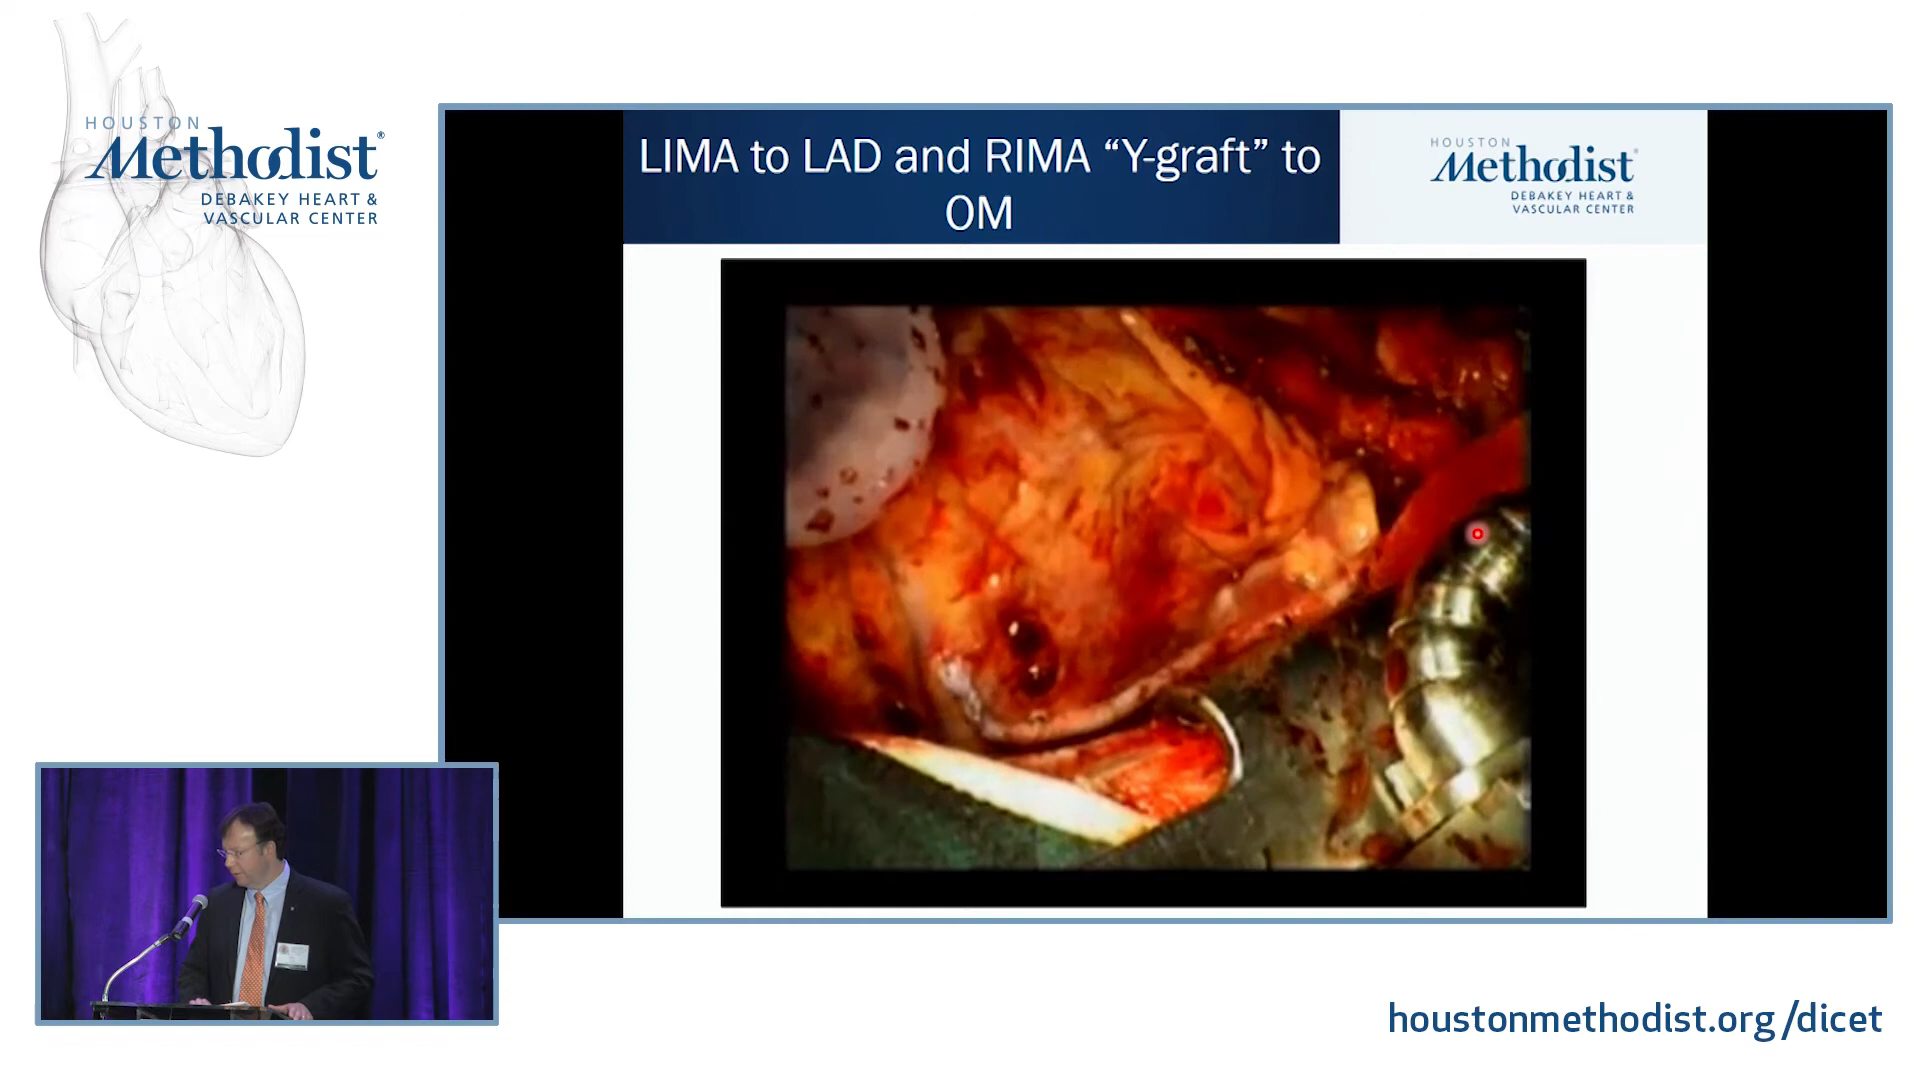 HOUSTON
Methodist®
DEBAKEY HEART &
VASCULAR CENTER
LIMA to LAD and RIMA “Y-graft” to
OM
HOUSTON
Methodist®
DEBAKEY HEART &
VASCULAR CENTER
houstonmethodist.org/dicet